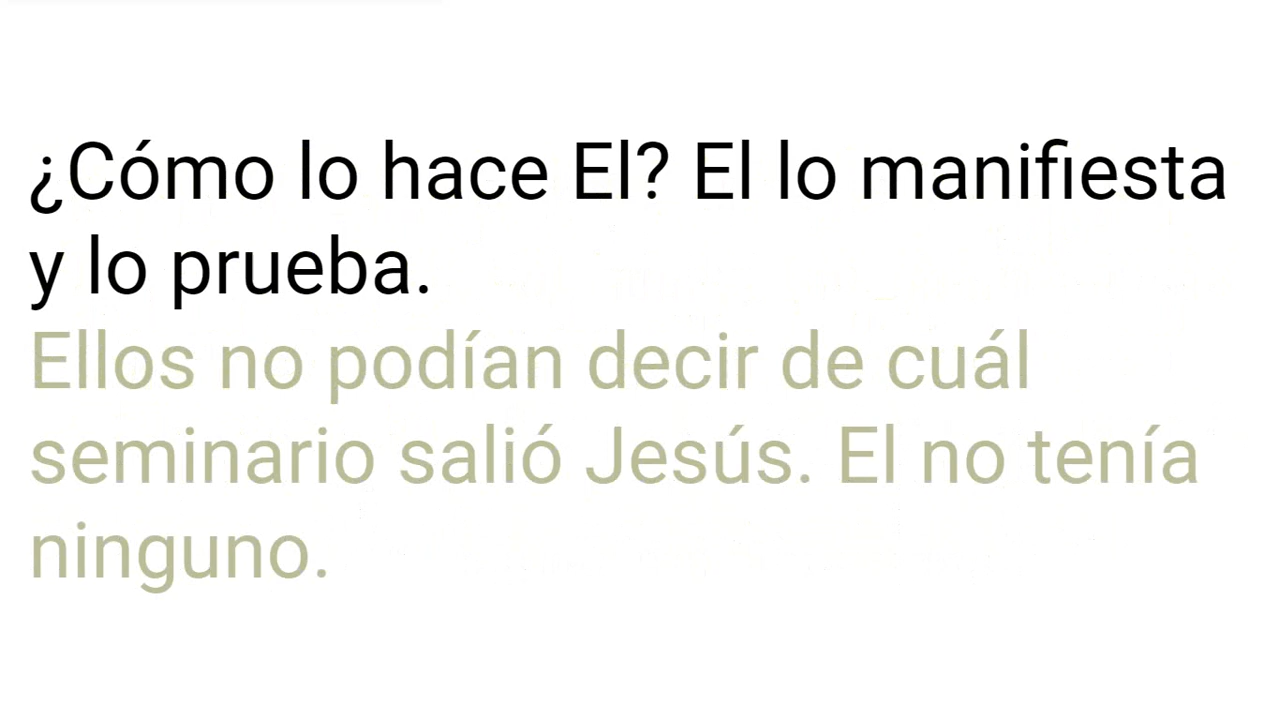 ¿Cómo lo hace El? El lo manifiesta
y lo prueba.
Ellos no podían decir de cuál
seminario salió Jesús. El no tenía
ninguno.